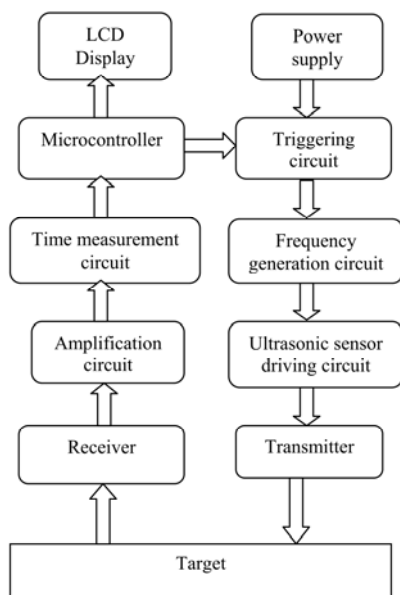 LCD
Display
Power
supply
Microcontroller
Triggering
circuit
Time measurement
circuit
Frequency
generation circuit
Amplification
circuit
Ultrasonic sensor
driving circuit
Receiver
Transmitter
Target